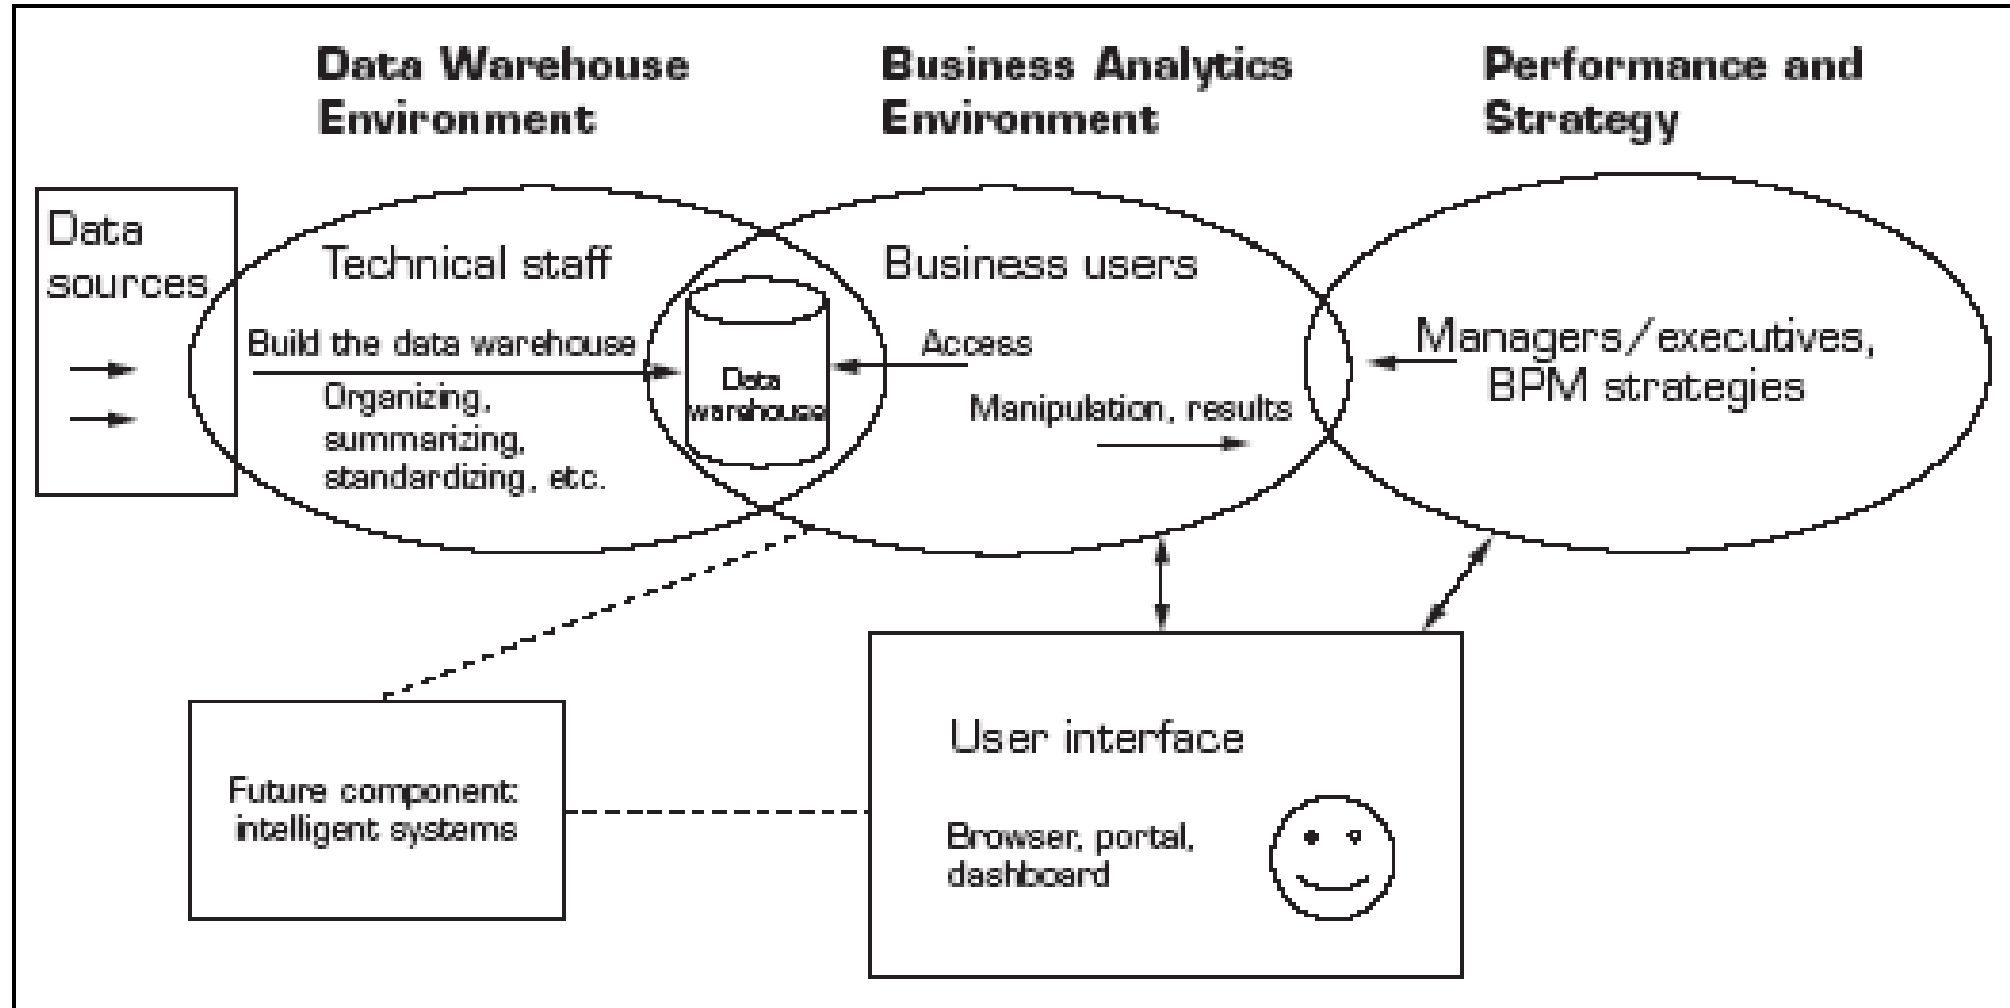 Data Warehouse
Environment
Business Analytics
Environment
Performance and
Strategy
Data
sources
Technical staff
Build the data warehouse
Organizing,
summarizing,
standardizing, etc.
Data
warehouse
Business users
Access
Manipulation, results
Managers/executives,
BPM strategies
Future component:
intelligent systems
User interface
Browser, portal,
dashboard